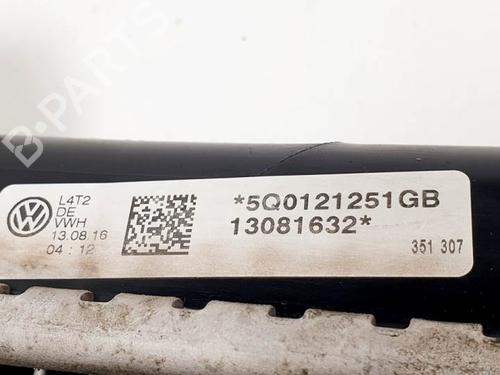 B-Parts
L4T2
DE
VWH
13.08.16
04:12
*5Q0121251GB
13081632*
351 307